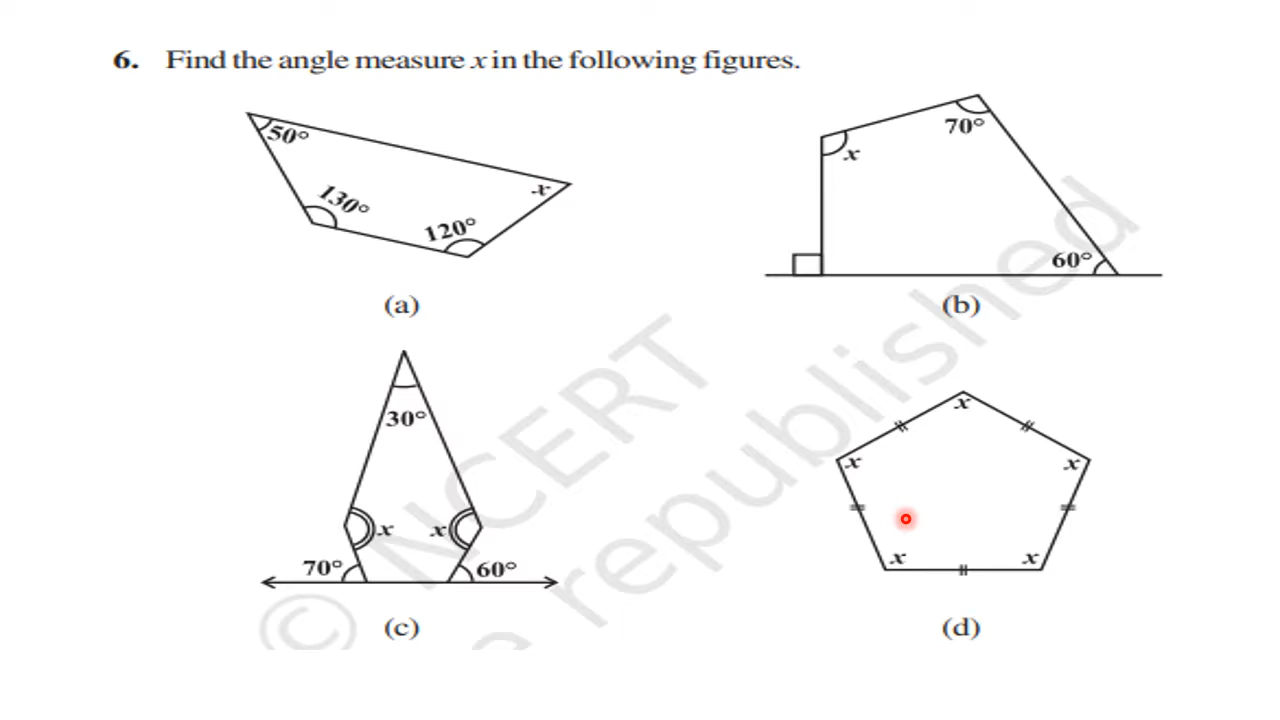 6. Find the angle measure x in the following figures.
50°
130°
120°
x
(a)
x
70°
60°
(b)
30°
x
x
70°
60°
(c)
x
x
x
x
x
(d)
© NCERT
republished